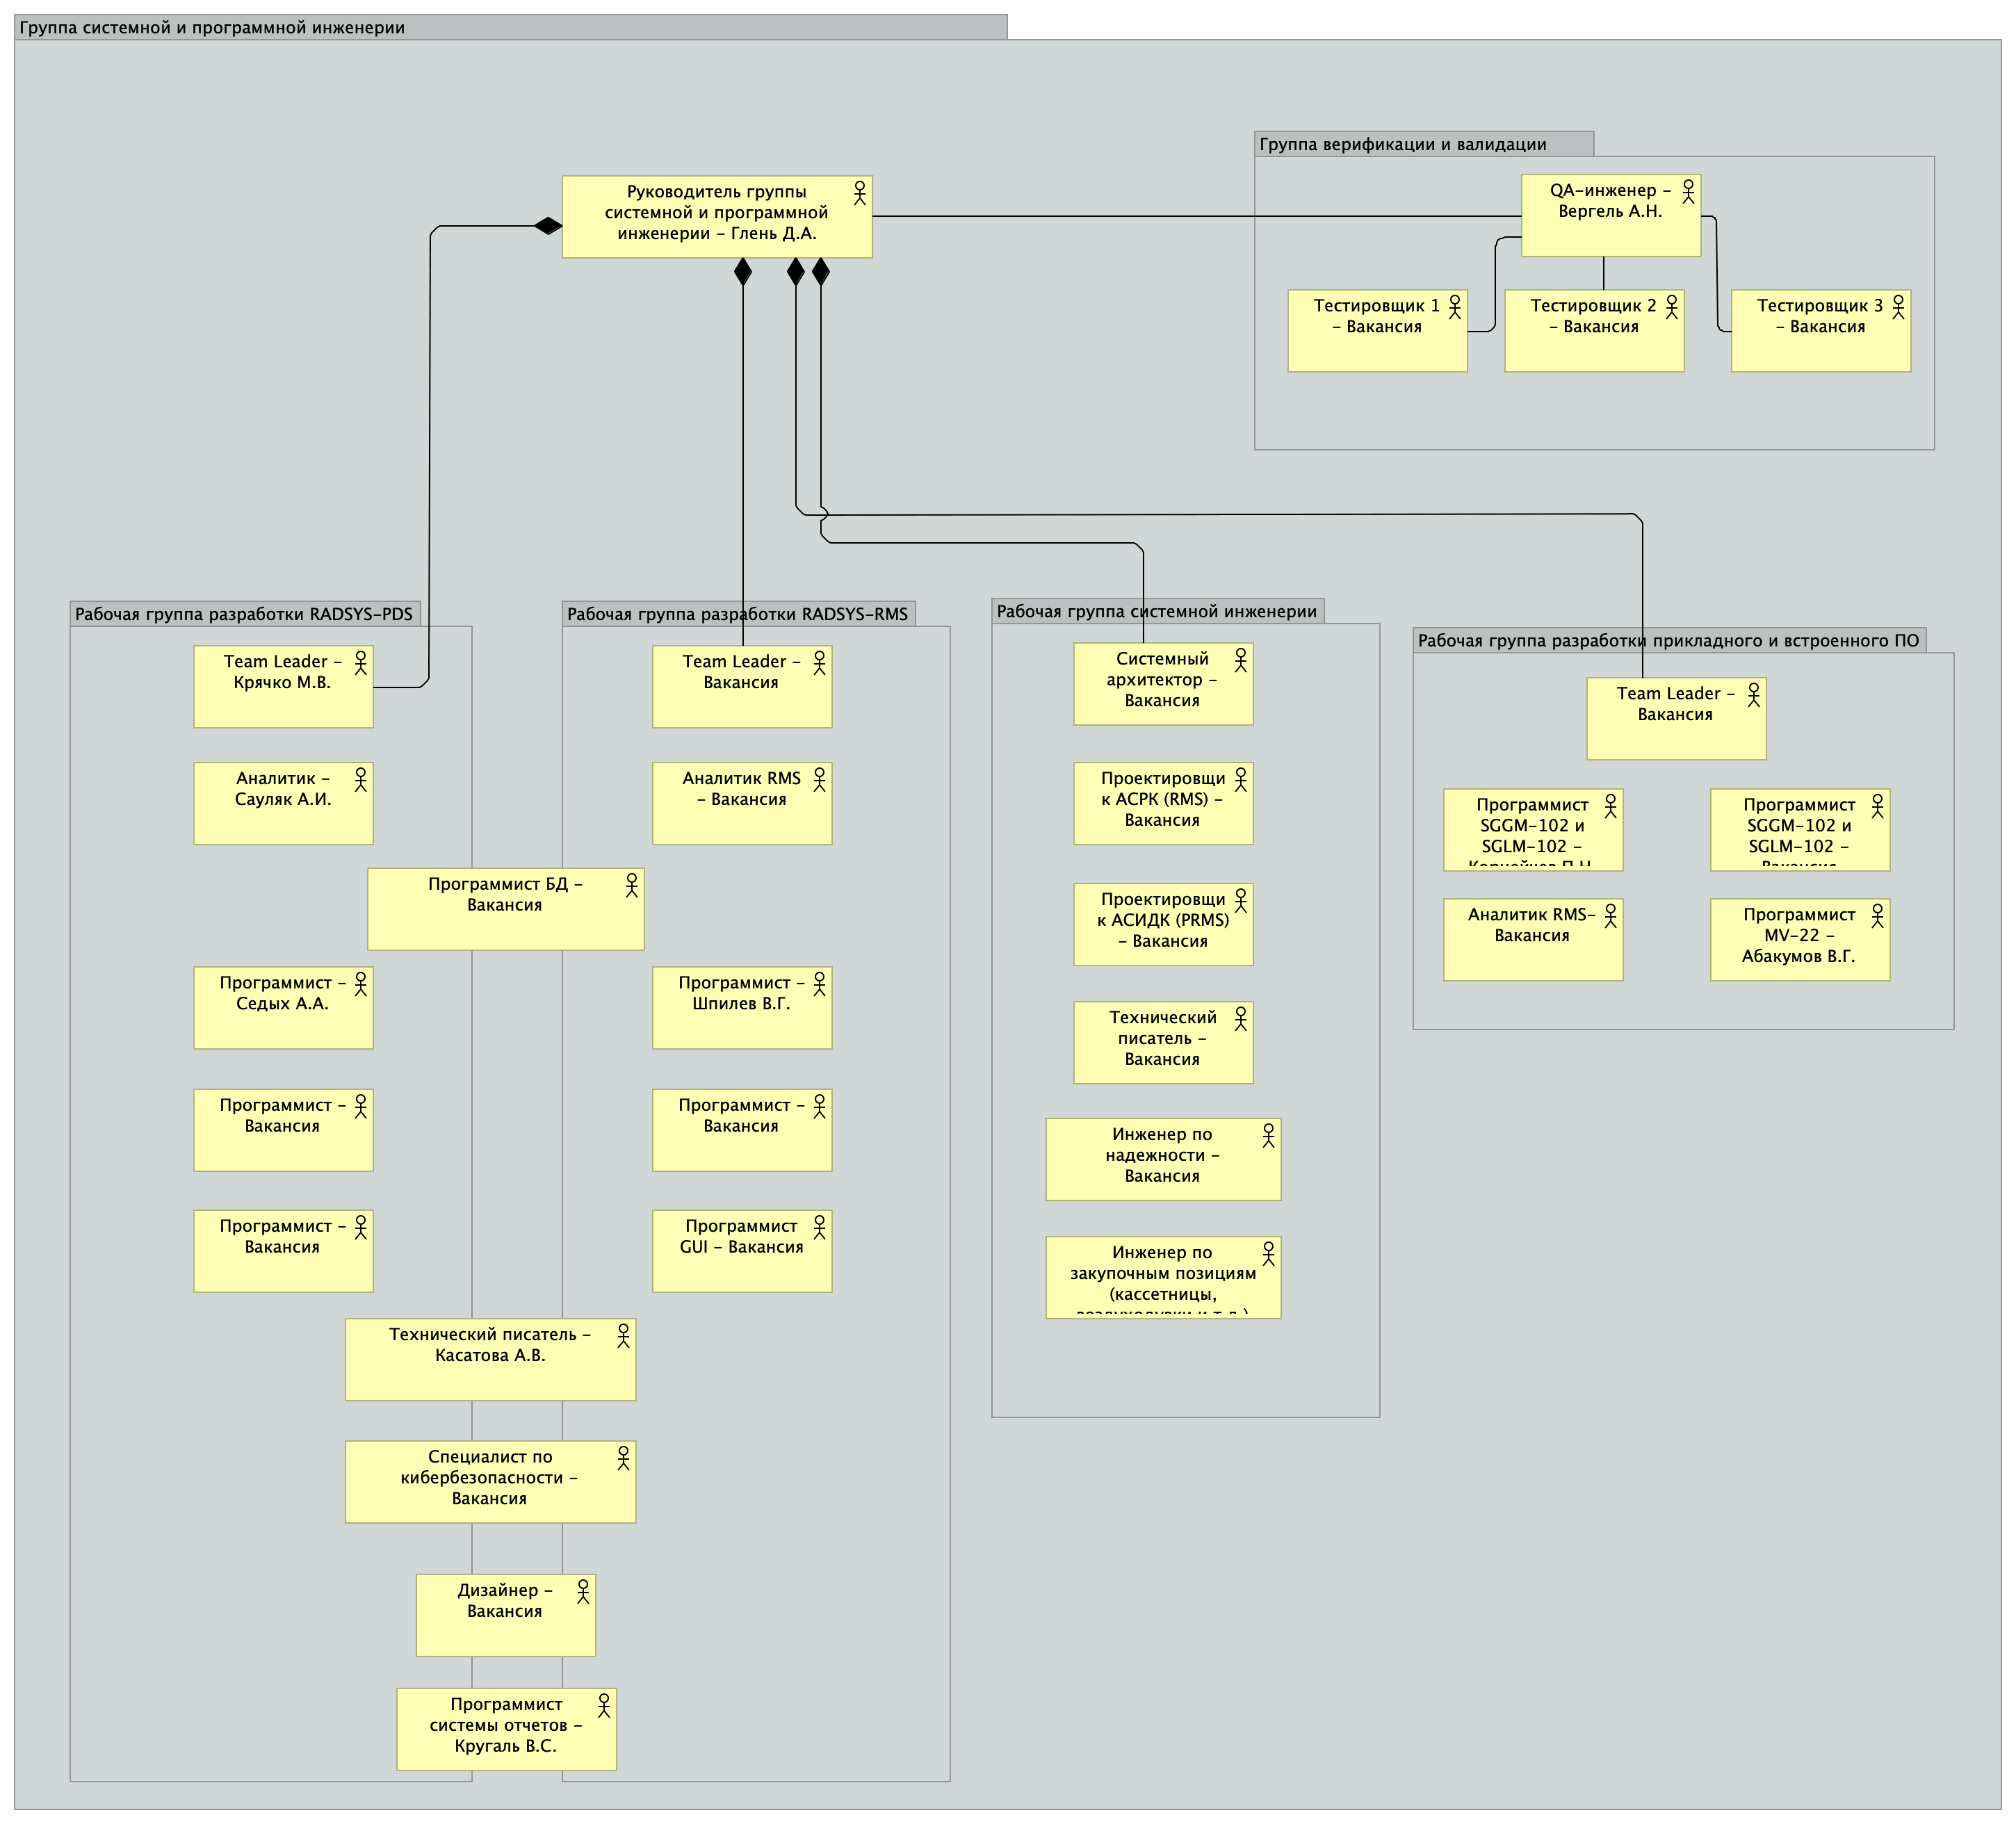 Группа системной и программной инженерии
Группа верификации и валидации
Руководитель группы
системной и программной
инженерии – Глень Д.А.
QA-инженер –
Вергель А.Н.
Тестировщик 1
– Вакансия
Тестировщик 2
– Вакансия
Тестировщик 3
– Вакансия
Рабочая группа разработки RADSYS-PDS
Team Leader –
Крячко М.В.
Аналитик –
Сауляк А.И.
Программист БД –
Вакансия
Программист –
Седых А.А.
Программист –
Вакансия
Программист –
Вакансия
Технический писатель –
Касатова А.В.
Специалист по
кибербезопасности –
Вакансия
Дизайнер –
Вакансия
Программист
системы отчетов –
Кругаль В.С.
Рабочая группа разработки RADSYS-RMS
Team Leader –
Вакансия
Аналитик RMS
– Вакансия
Программист –
Шпилев В.Г.
Программист –
Вакансия
Программист
GUI – Вакансия
Рабочая группа системной инженерии
Системный
архитектор –
Вакансия
Проектировщи
к АСРК (RMS) –
Вакансия
Проектировщи
к АСИДК (PRMS)
– Вакансия
Технический
писатель –
Вакансия
Инженер по
надежности –
Вакансия
Инженер по
закупочным позициям
(кассетницы,
воздуходувки и т.д.)
Рабочая группа разработки прикладного и встроенного ПО
Team Leader –
Вакансия
Программист
SGGM-102 и
SGLM-102 –
Программист
SGGM-102 и
SGLM-102 –
Вакансия
Аналитик RMS-
Вакансия
Программист
MV-22 –
Абакумов В.Г.